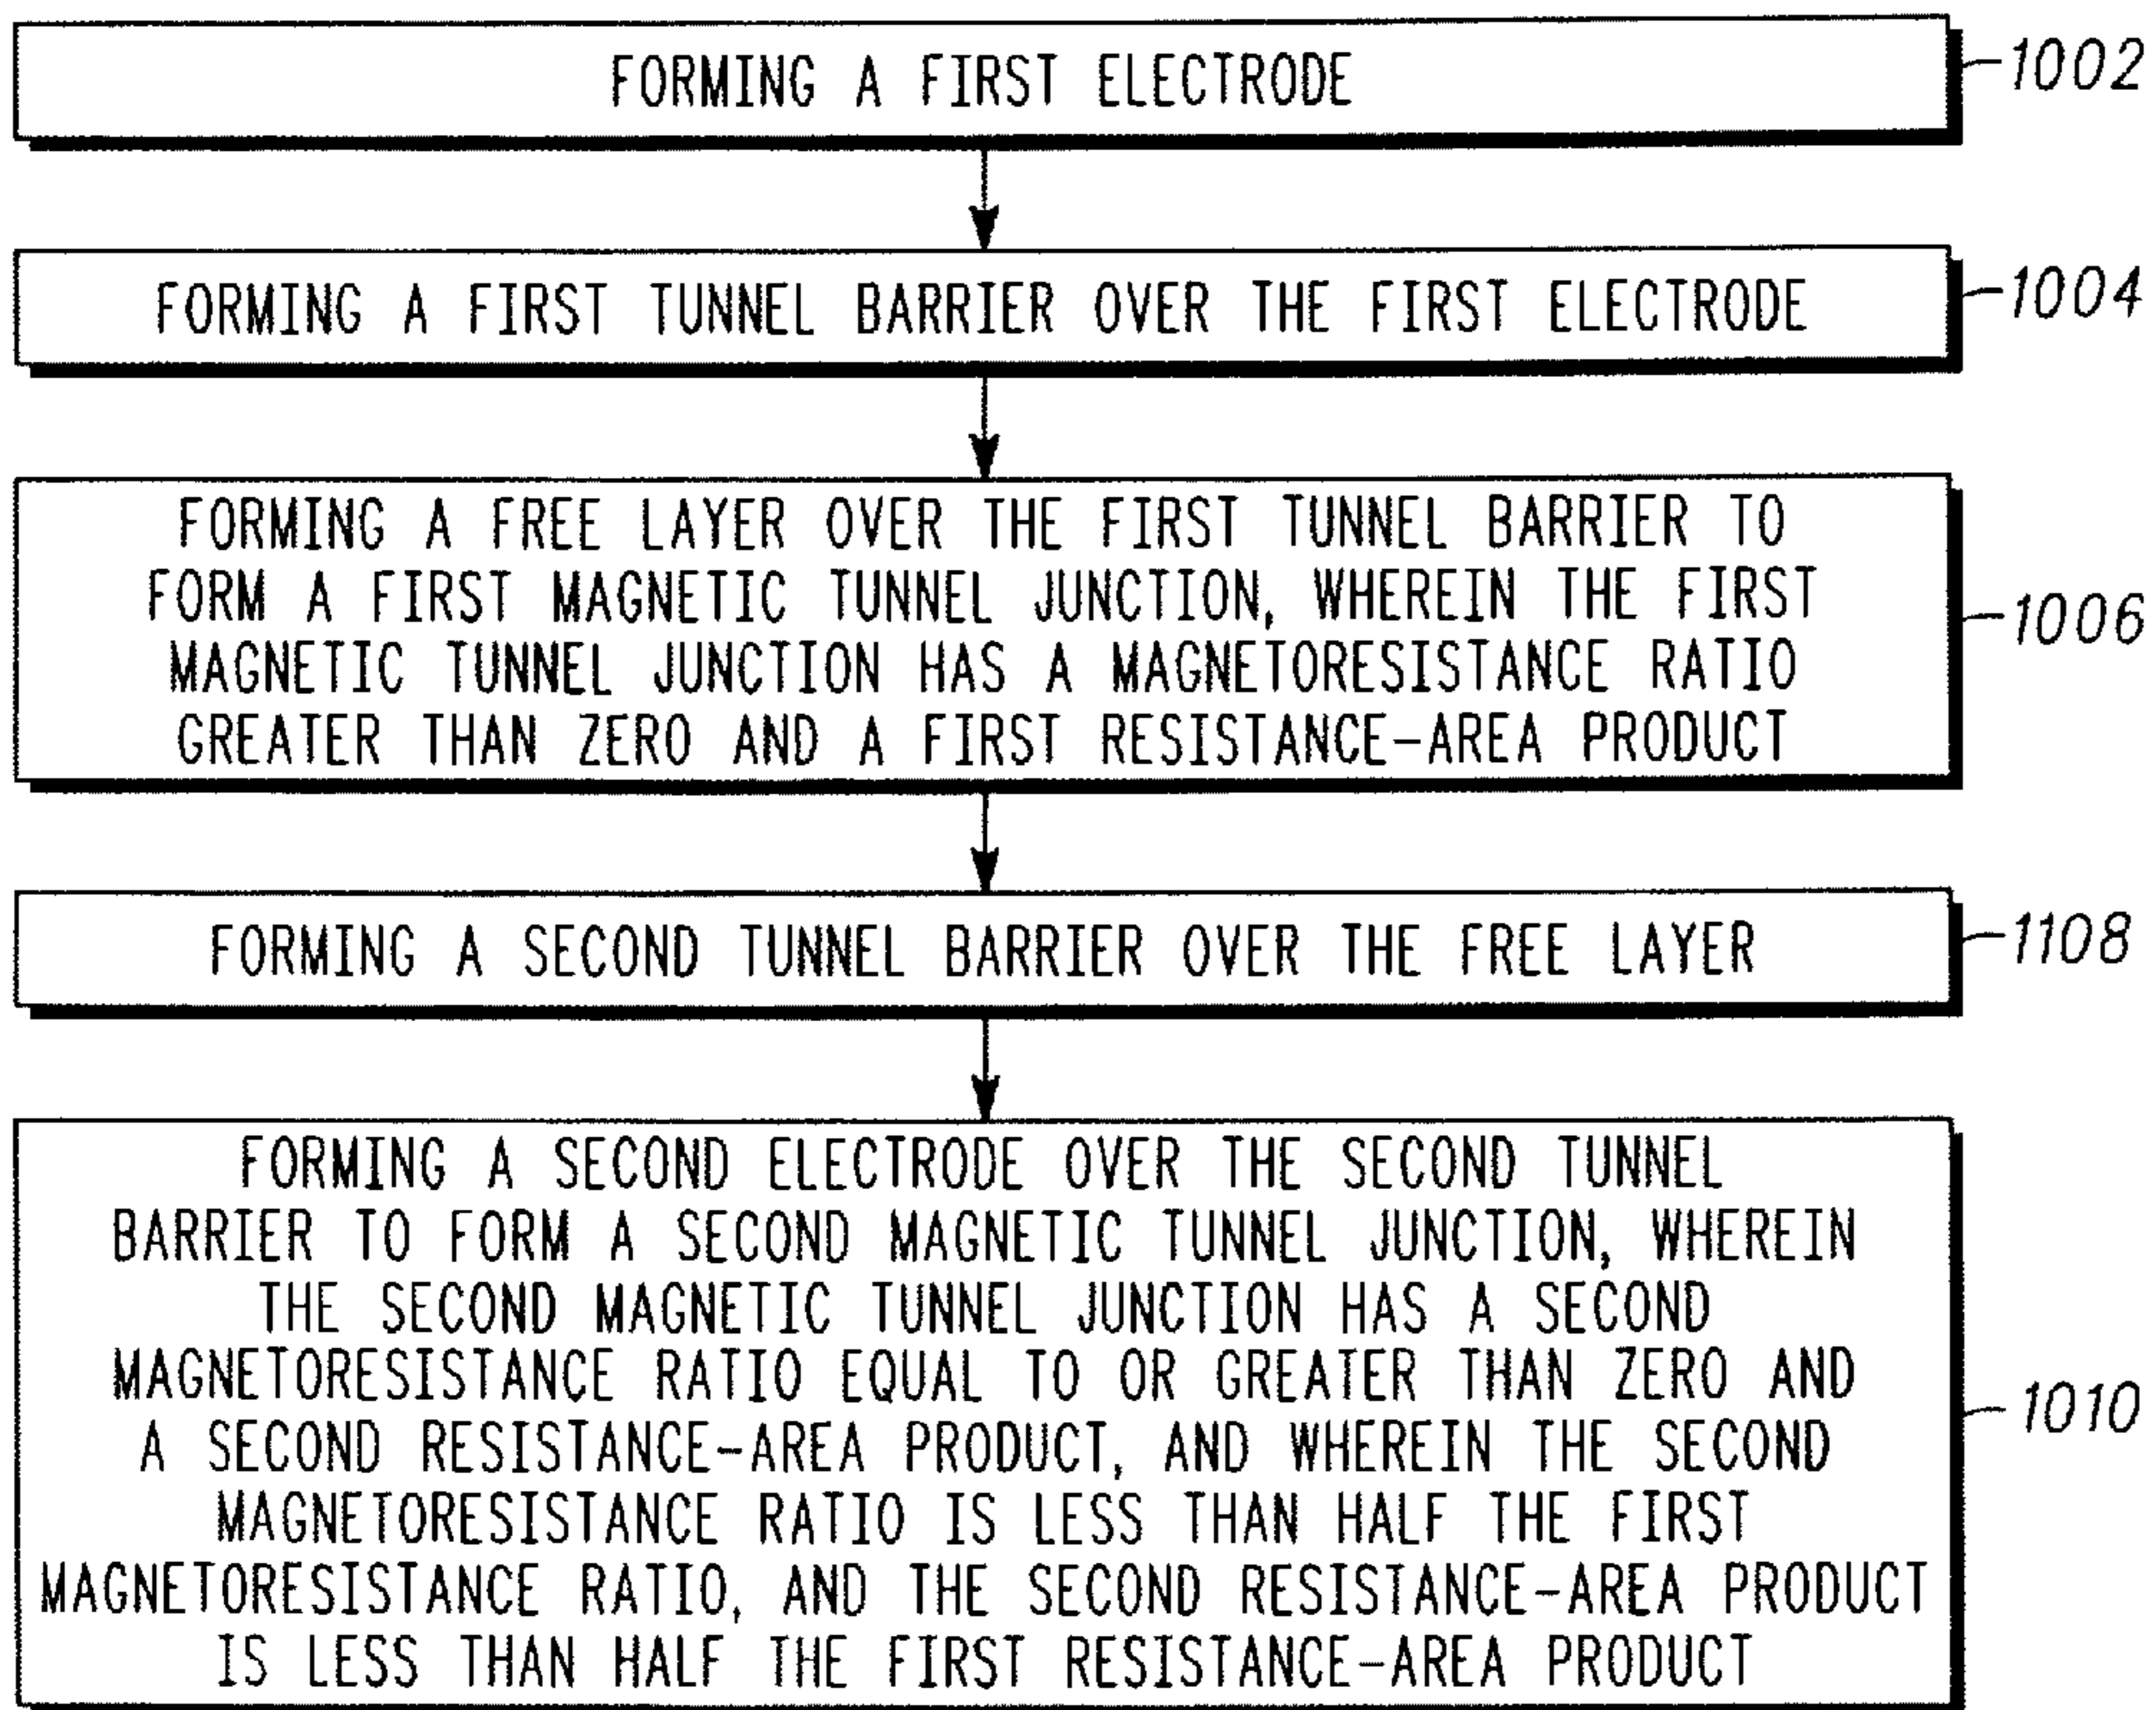 FORMING A FIRST ELECTRODE
1002
FORMING A FIRST TUNNEL BARRIER OVER THE FIRST ELECTRODE
1004
FORMING A FREE LAYER OVER THE FIRST TUNNEL BARRIER TO
FORM A FIRST MAGNETIC TUNNEL JUNCTION, WHEREIN THE FIRST
MAGNETIC TUNNEL JUNCTION HAS A MAGNETORESISTANCE RATIO
GREATER THAN ZERO AND A FIRST RESISTANCE-AREA PRODUCT
1006
FORMING A SECOND TUNNEL BARRIER OVER THE FREE LAYER
1108
FORMING A SECOND ELECTRODE OVER THE SECOND TUNNEL
BARRIER TO FORM A SECOND MAGNETIC TUNNEL JUNCTION, WHEREIN
THE SECOND MAGNETIC TUNNEL JUNCTION HAS A SECOND
MAGNETORESISTANCE RATIO EQUAL TO OR GREATER THAN ZERO AND
A SECOND RESISTANCE-AREA PRODUCT, AND WHEREIN THE SECOND
MAGNETORESISTANCE RATIO IS LESS THAN HALF THE FIRST
MAGNETORESISTANCE RATIO, AND THE SECOND RESISTANCE-AREA PRODUCT
IS LESS THAN HALF THE FIRST RESISTANCE-AREA PRODUCT
1010